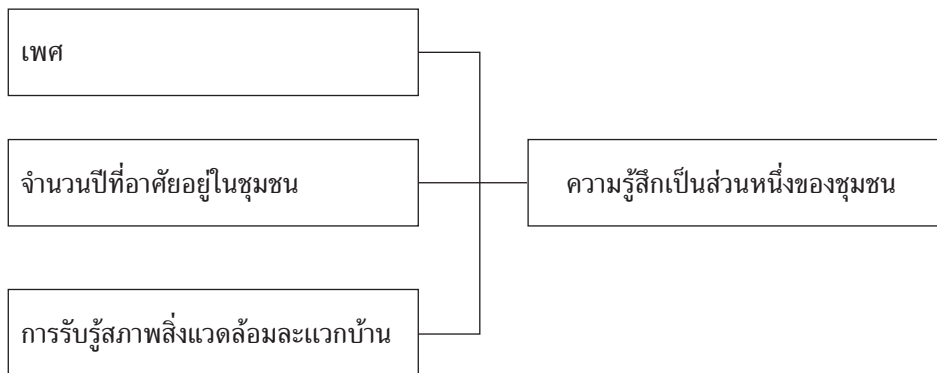 เพศ
จำนวนปีที่อาศัยอยู่ในชุมชน
ความรู้สึกเป็นส่วนหนึ่งของชุมชน
การรับรู้สภาพสิ่งแวดล้อมละแวกบ้าน